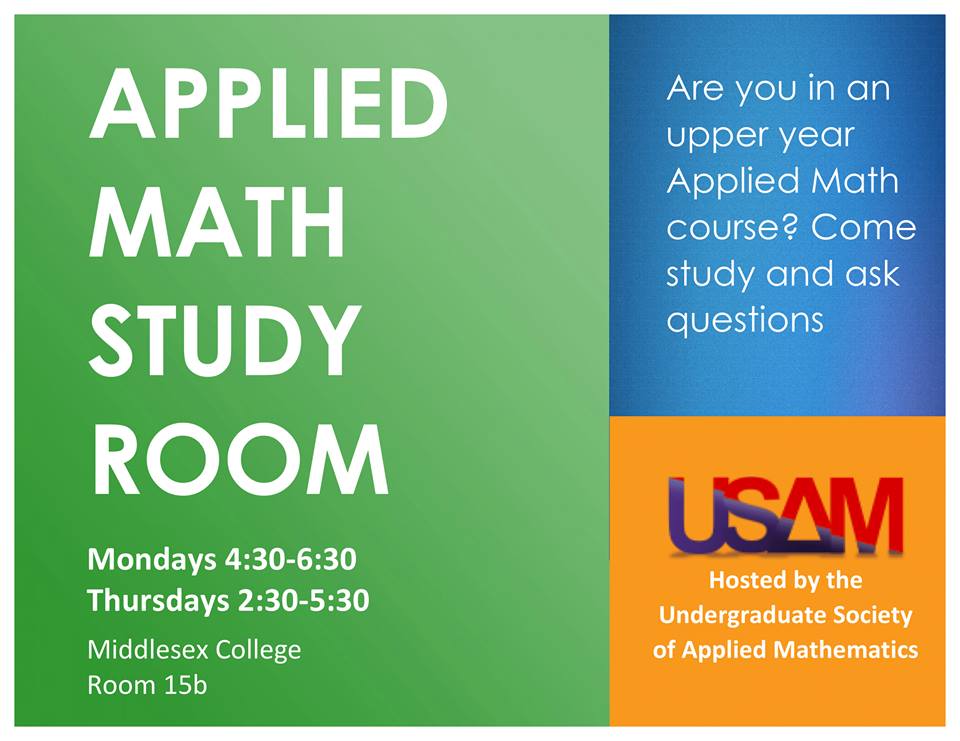 APPLIED
MATH
STUDY
ROOM
Mondays 4:30-6:30
Thursdays 2:30-5:30
Middlesex College
Room 15b
Are you in an
upper year
Applied Math
course? Come
study and ask
questions
USAM
Hosted by the
Undergraduate Society
of Applied Mathematics